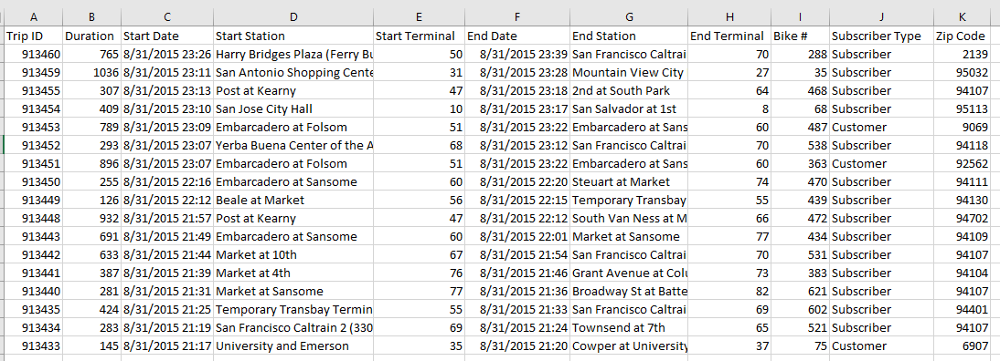 A B C D E F G H I J K
Trip ID Duration Start Date Start Station Start Terminal End Date End Station End Terminal Bike # Subscriber Type Zip Code
913460 765 8/31/2015 23:26 Harry Bridges Plaza (Ferry Bu 50 8/31/2015 23:39 San Francisco Caltrai 70 288 Subscriber 2139
913459 1036 8/31/2015 23:11 San Antonio Shopping Cente 31 8/31/2015 23:28 Mountain View City 27 35 Subscriber 95032
913455 307 8/31/2015 23:13 Post at Kearny 47 8/31/2015 23:18 2nd at South Park 64 468 Subscriber 94107
913454 409 8/31/2015 23:10 San Jose City Hall 10 8/31/2015 23:17 San Salvador at 1st 8 68 Subscriber 95113
913453 789 8/31/2015 23:09 Embarcadero at Folsom 51 8/31/2015 23:22 Embarcadero at Sans 60 487 Customer 9069
913452 293 8/31/2015 23:07 Yerba Buena Center of the A 68 8/31/2015 23:12 San Francisco Caltrai 70 538 Subscriber 94118
913451 896 8/31/2015 23:07 Embarcadero at Folsom 51 8/31/2015 23:22 Embarcadero at Sans 60 363 Customer 92562
913450 255 8/31/2015 22:16 Embarcadero at Sansome 60 8/31/2015 22:20 Steuart at Market 74 470 Subscriber 94111
913449 126 8/31/2015 22:12 Beale at Market 56 8/31/2015 22:15 Temporary Transbay 55 439 Subscriber 94130
913448 932 8/31/2015 21:57 Post at Kearny 47 8/31/2015 22:12 South Van Ness at M 66 472 Subscriber 94702
913443 691 8/31/2015 21:49 Embarcadero at Sansome 60 8/31/2015 22:01 Market at Sansome 77 434 Subscriber 94109
913442 633 8/31/2015 21:44 Market at 10th 67 8/31/2015 21:54 San Francisco Caltrai 70 531 Subscriber 94107
913441 387 8/31/2015 21:39 Market at 4th 76 8/31/2015 21:46 Grant Avenue at Colu 73 383 Subscriber 94104
913440 281 8/31/2015 21:31 Market at Sansome 77 8/31/2015 21:36 Broadway St at Batte 82 621 Subscriber 94107
913435 424 8/31/2015 21:25 Temporary Transbay Termin 55 8/31/2015 21:33 San Francisco Caltrai 69 602 Subscriber 94401
913434 283 8/31/2015 21:19 San Francisco Caltrain 2 (330 69 8/31/2015 21:24 Townsend at 7th 65 521 Subscriber 94107
913433 145 8/31/2015 21:17 University and Emerson 35 8/31/2015 21:20 Cowper at University 37 75 Customer 6907